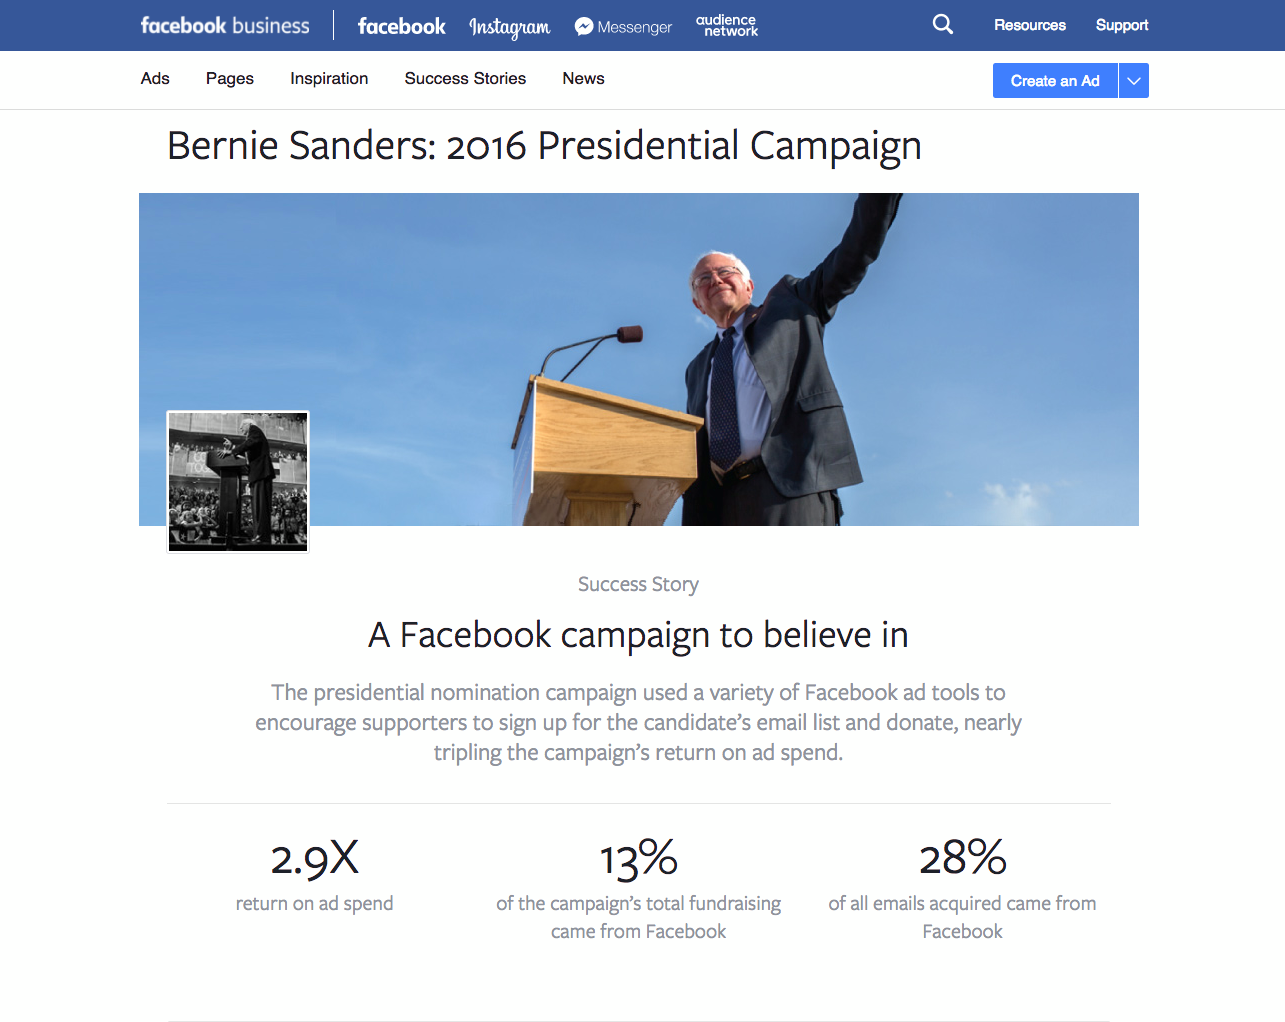 facebook business
facebook
Instagram
Messenger
audience
network
Resources
Support
Ads
Pages
Inspiration
Success Stories
News
Create an Ad
Bernie Sanders: 2016 Presidential Campaign
Success Story
A Facebook campaign to believe in
The presidential nomination campaign used a variety of Facebook ad tools to
encourage supporters to sign up for the candidate’s email list and donate, nearly
tripling the campaign’s return on ad spend.
2.9X
return on ad spend
13%
of the campaign’s total fundraising
came from Facebook
28%
of all emails acquired came from
Facebook